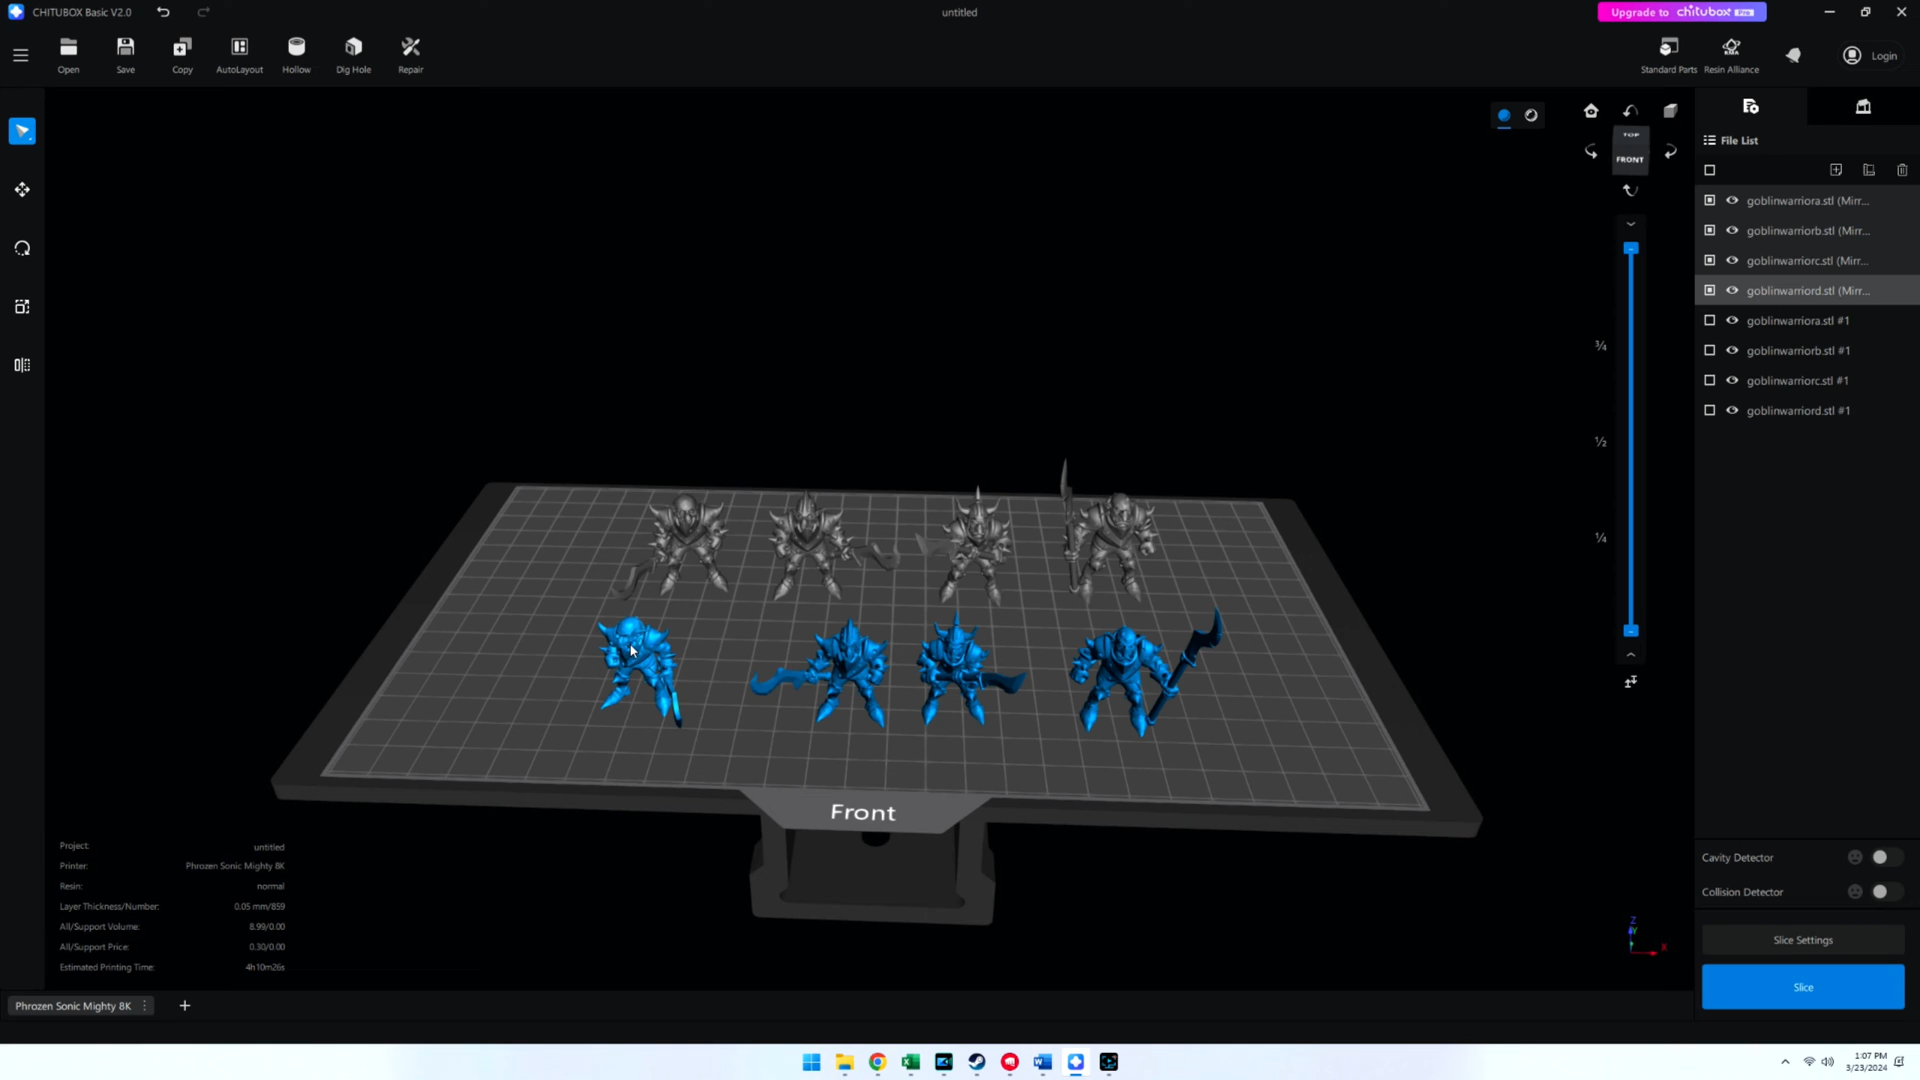 CHITUBOX Basic V2.0
untitled
Upgrade to chitubox Pro
Open
Save
Copy
AutoLayout
Hollow
Dig Hole
Repair
Standard Parts
Resin Alliance
Login
TOP
FRONT
File List
goblinwarriora.stl (Mirr...
goblinwarriorb.stl (Mirr...
goblinwarriorc.stl (Mirr...
goblinwarriord.stl (Mirr...
goblinwarriora.stl #1
goblinwarriorb.stl #1
goblinwarriorc.stl #1
goblinwarriord.stl #1
¾
½
¼
Front
Project: untitled
Printer: Phrozen Sonic Mighty 8K
Resin: normal
Layer Thickness/Number: 0.05 mm/859
All/Support Volume: 8.99/0.00
All/Support Price: 0.30/0.00
Estimated Printing Time: 4h10m26s
Cavity Detector
Collision Detector
Z
Y
X
Slice Settings
Slice
Phrozen Sonic Mighty 8K
1:07 PM
3/23/2024